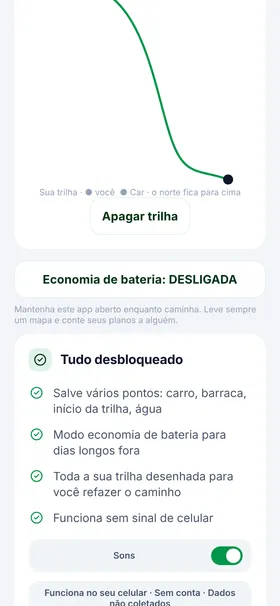 Sua trilha · ● você ● Car · o norte fica para cima
Apagar trilha
Economia de bateria: DESLIGADA
Mantenha este app aberto enquanto caminha. Leve sempre
um mapa e conte seus planos a alguém.
Tudo desbloqueado
Salve vários pontos: carro, barraca,
início da trilha, água
Modo economia de bateria para
dias longos fora
Toda a sua trilha desenhada para
você refazer o caminho
Funciona sem sinal de celular
Sons
Funciona no seu celular · Sem conta · Dados
não coletados